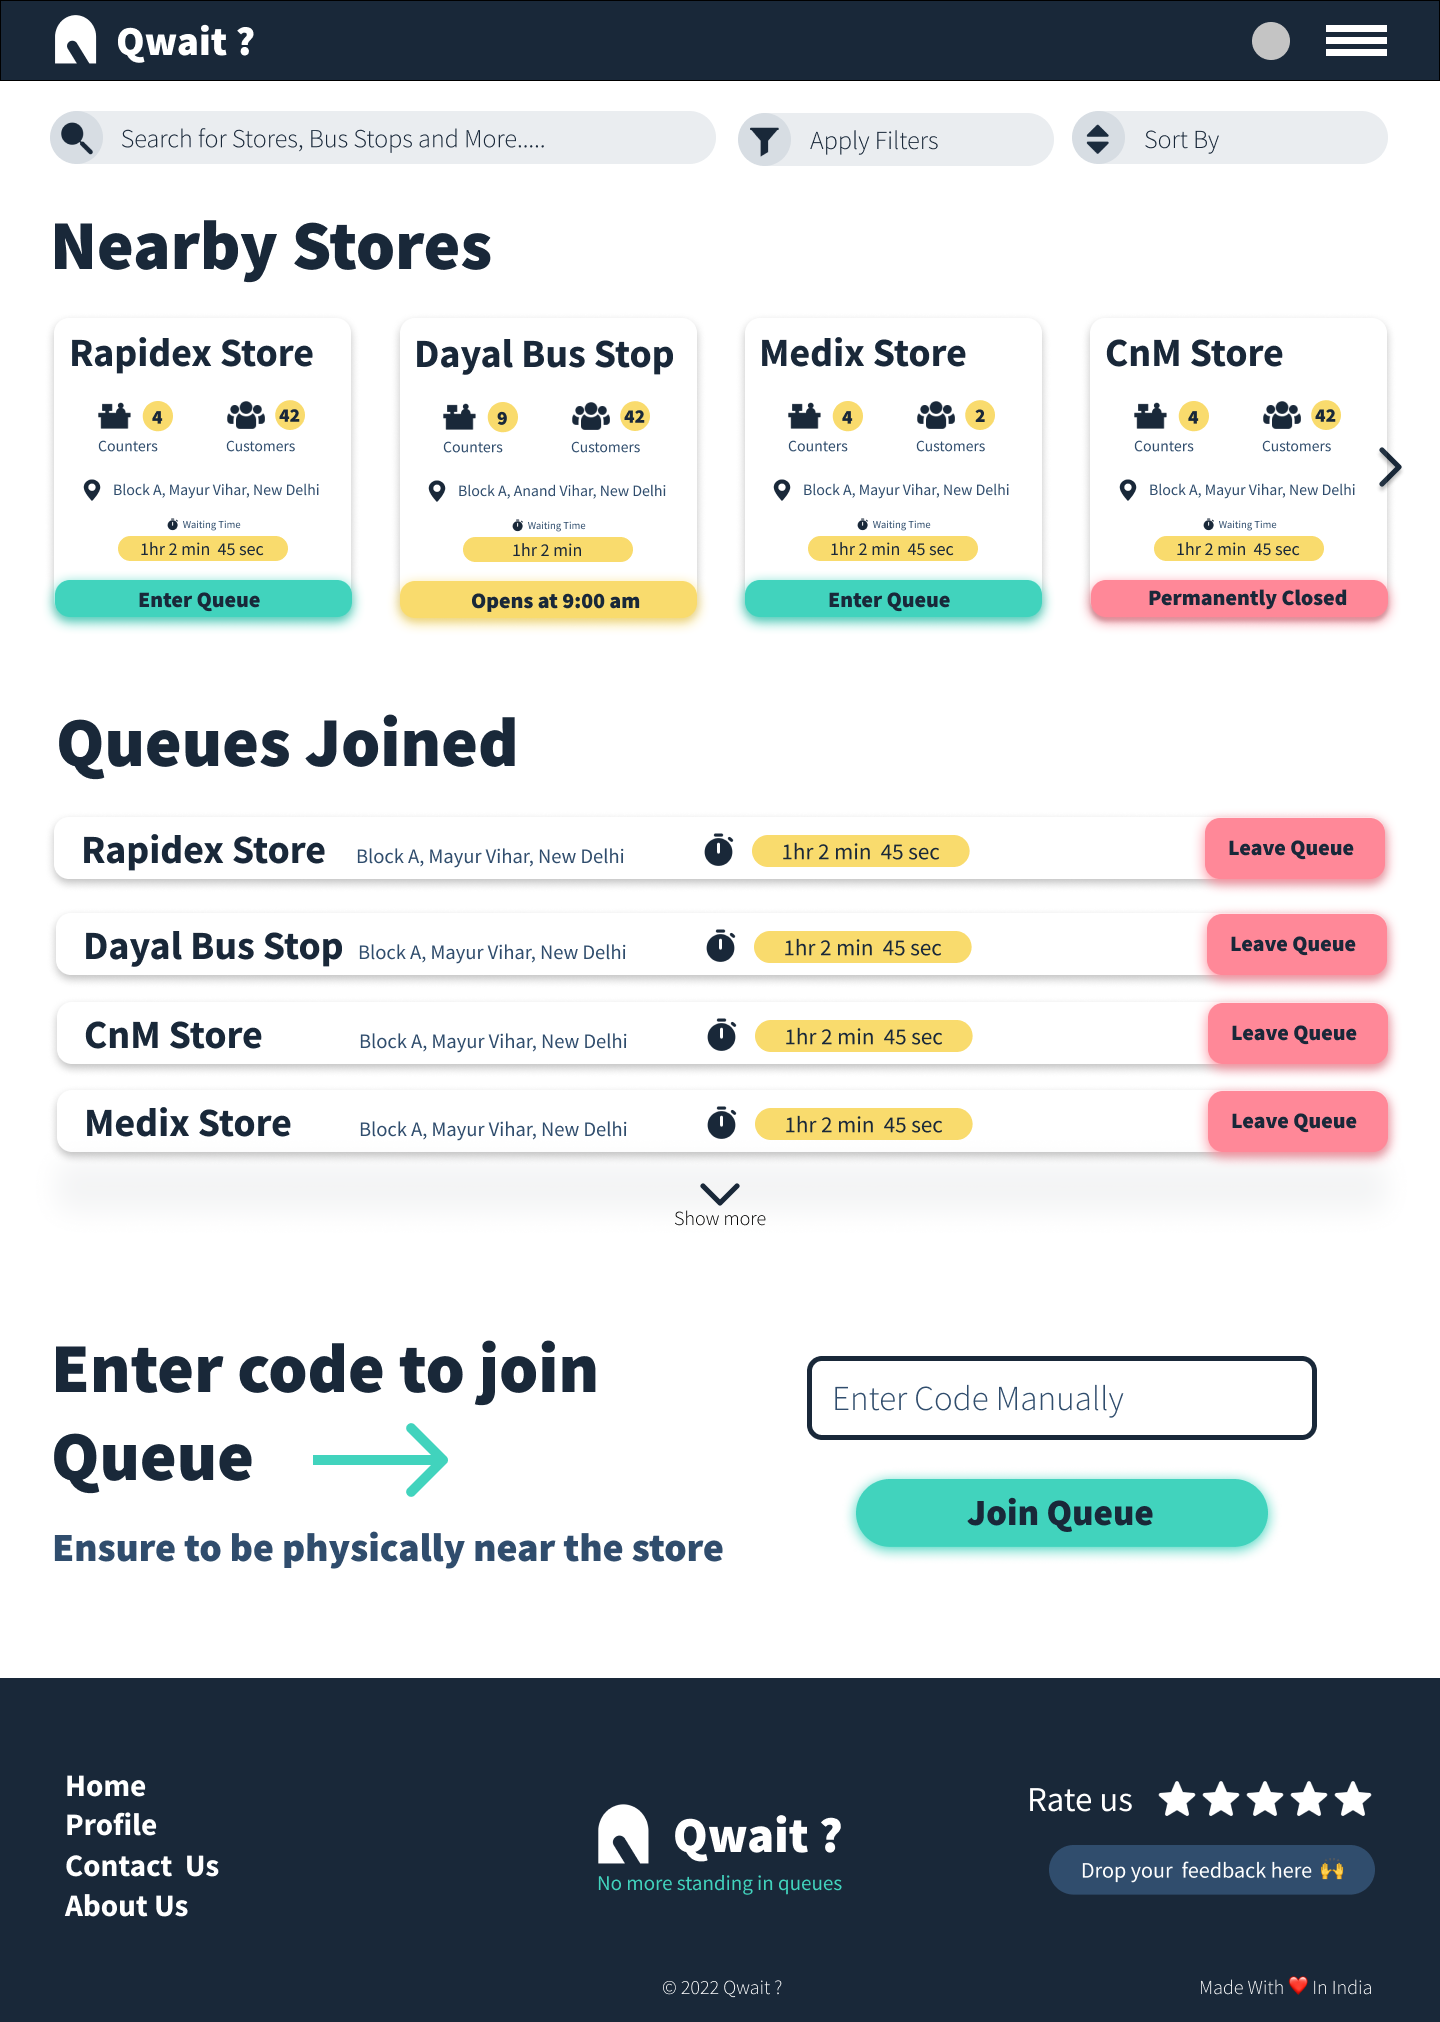 Qwait ?
Search for Stores, Bus Stops and More.....
Apply Filters
Sort By
Nearby Stores
Rapidex Store
4
42
Counters
Customers
Block A, Mayur Vihar, New Delhi
Waiting Time
1hr 2 min 45 sec
Enter Queue
Dayal Bus Stop
9
42
Counters
Customers
Block A, Anand Vihar, New Delhi
Waiting Time
1hr 2 min
Opens at 9:00 am
Medix Store
4
2
Counters
Customers
Block A, Mayur Vihar, New Delhi
Waiting Time
1hr 2 min 45 sec
Enter Queue
CnM Store
4
42
Counters
Customers
Block A, Mayur Vihar, New Delhi
Waiting Time
1hr 2 min 45 sec
Permanently Closed
Queues Joined
Rapidex Store Block A, Mayur Vihar, New Delhi 1hr 2 min 45 sec Leave Queue
Dayal Bus Stop Block A, Mayur Vihar, New Delhi 1hr 2 min 45 sec Leave Queue
CnM Store Block A, Mayur Vihar, New Delhi 1hr 2 min 45 sec Leave Queue
Medix Store Block A, Mayur Vihar, New Delhi 1hr 2 min 45 sec Leave Queue
Show more
Enter code to join
Queue
Ensure to be physically near the store
Enter Code Manually
Join Queue
Home
Profile
Contact Us
About Us
Qwait ?
No more standing in queues
Rate us
Drop your feedback here 🙌
© 2022 Qwait ?
Made With ❤️ In India